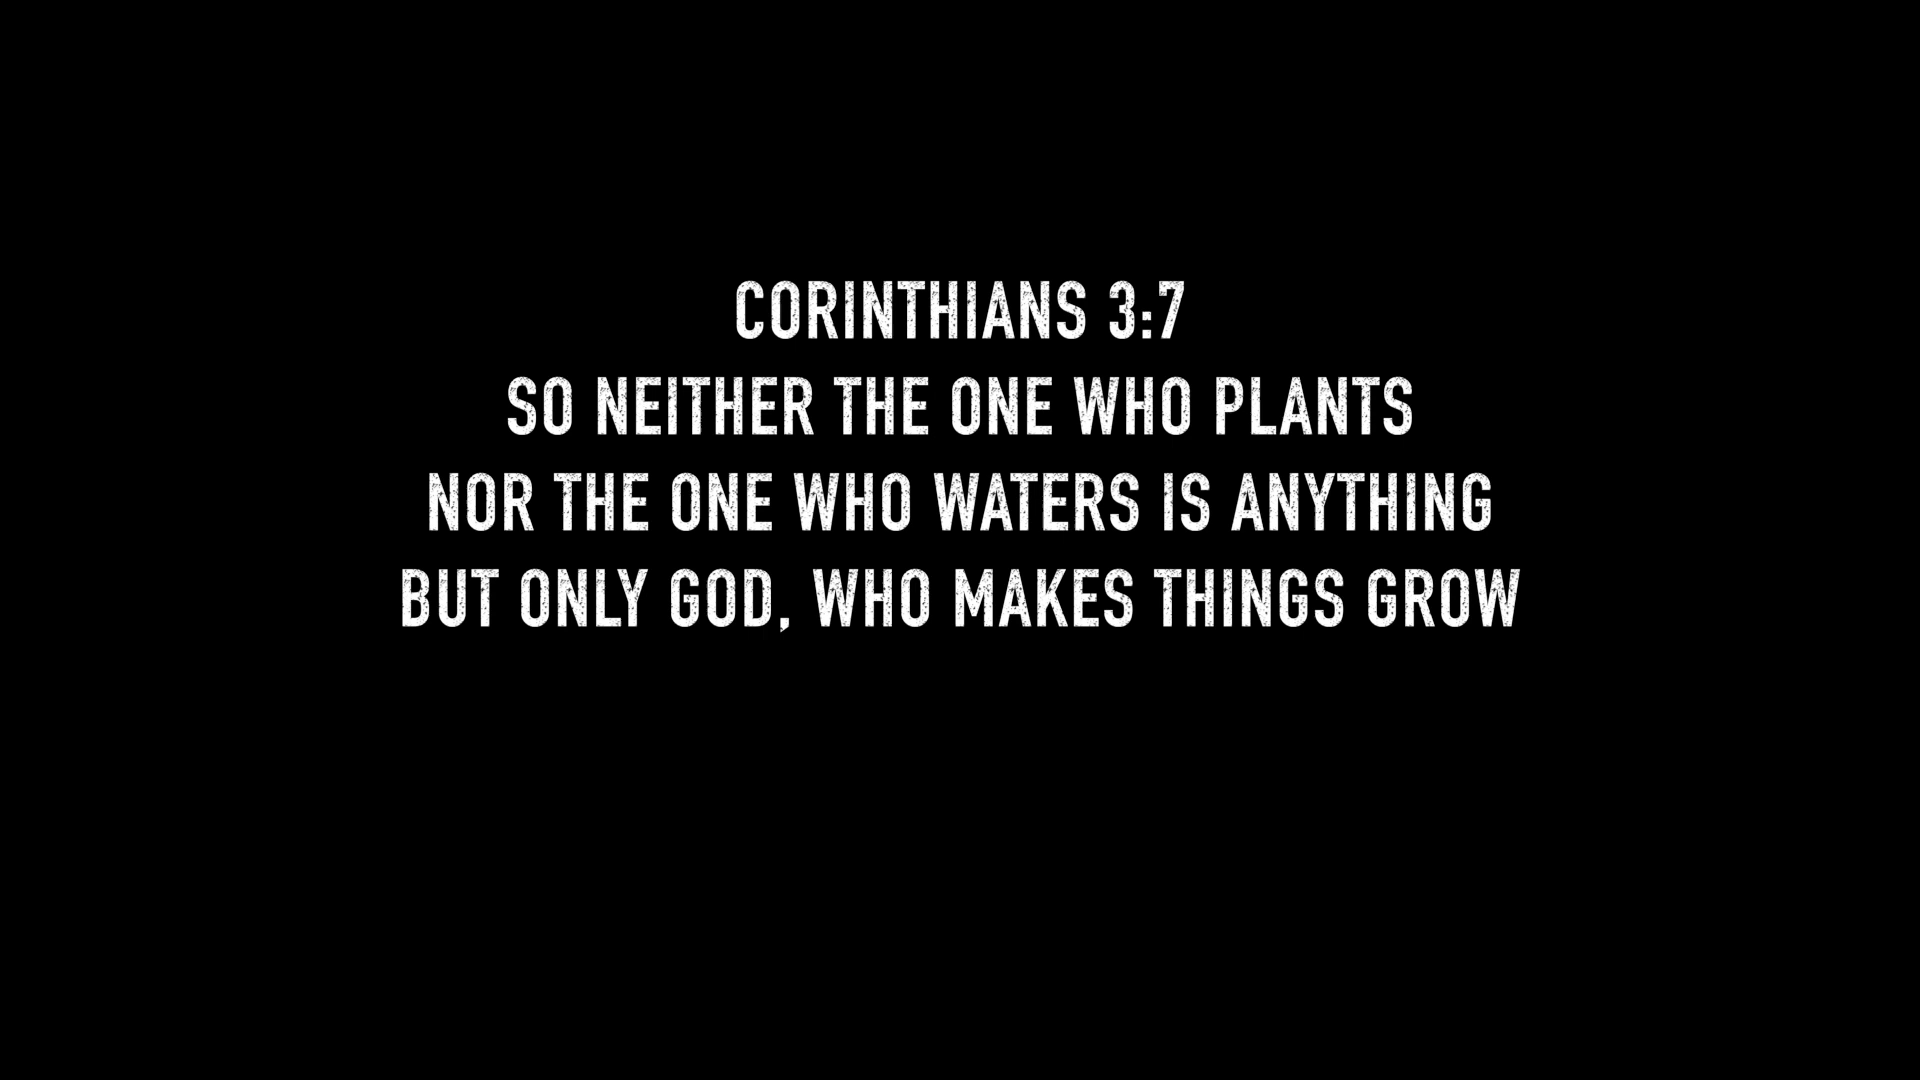 CORINTHIANS 3:7
SO NEITHER THE ONE WHO PLANTS
NOR THE ONE WHO WATERS IS ANYTHING
BUT ONLY GOD, WHO MAKES THINGS GROW